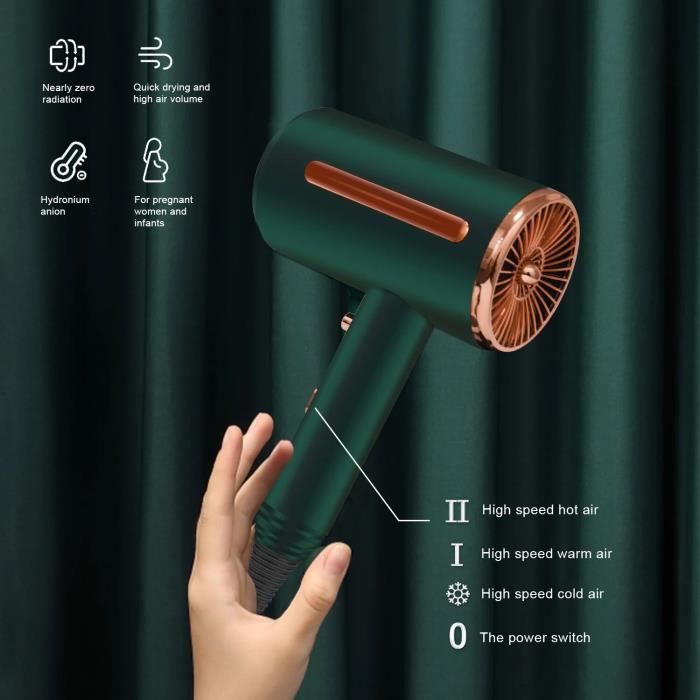 Nearly zero
radiation
Quick drying and
high air volume
Hydronium
anion
For pregnant
women and
infants
II High speed hot air
I High speed warm air
High speed cold air
0 The power switch